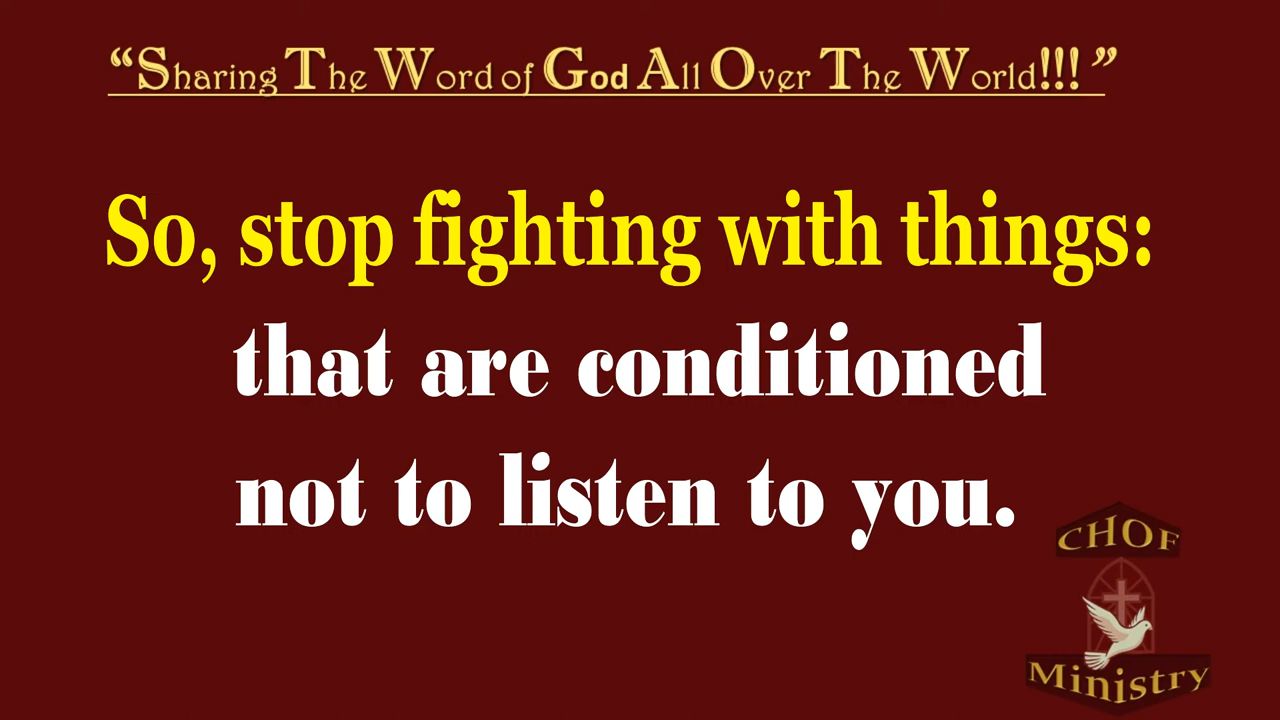 “Sharing The Word of God All Over The World!!!”
So, stop fighting with things:
that are conditioned
not to listen to you.
CHOF
Ministry